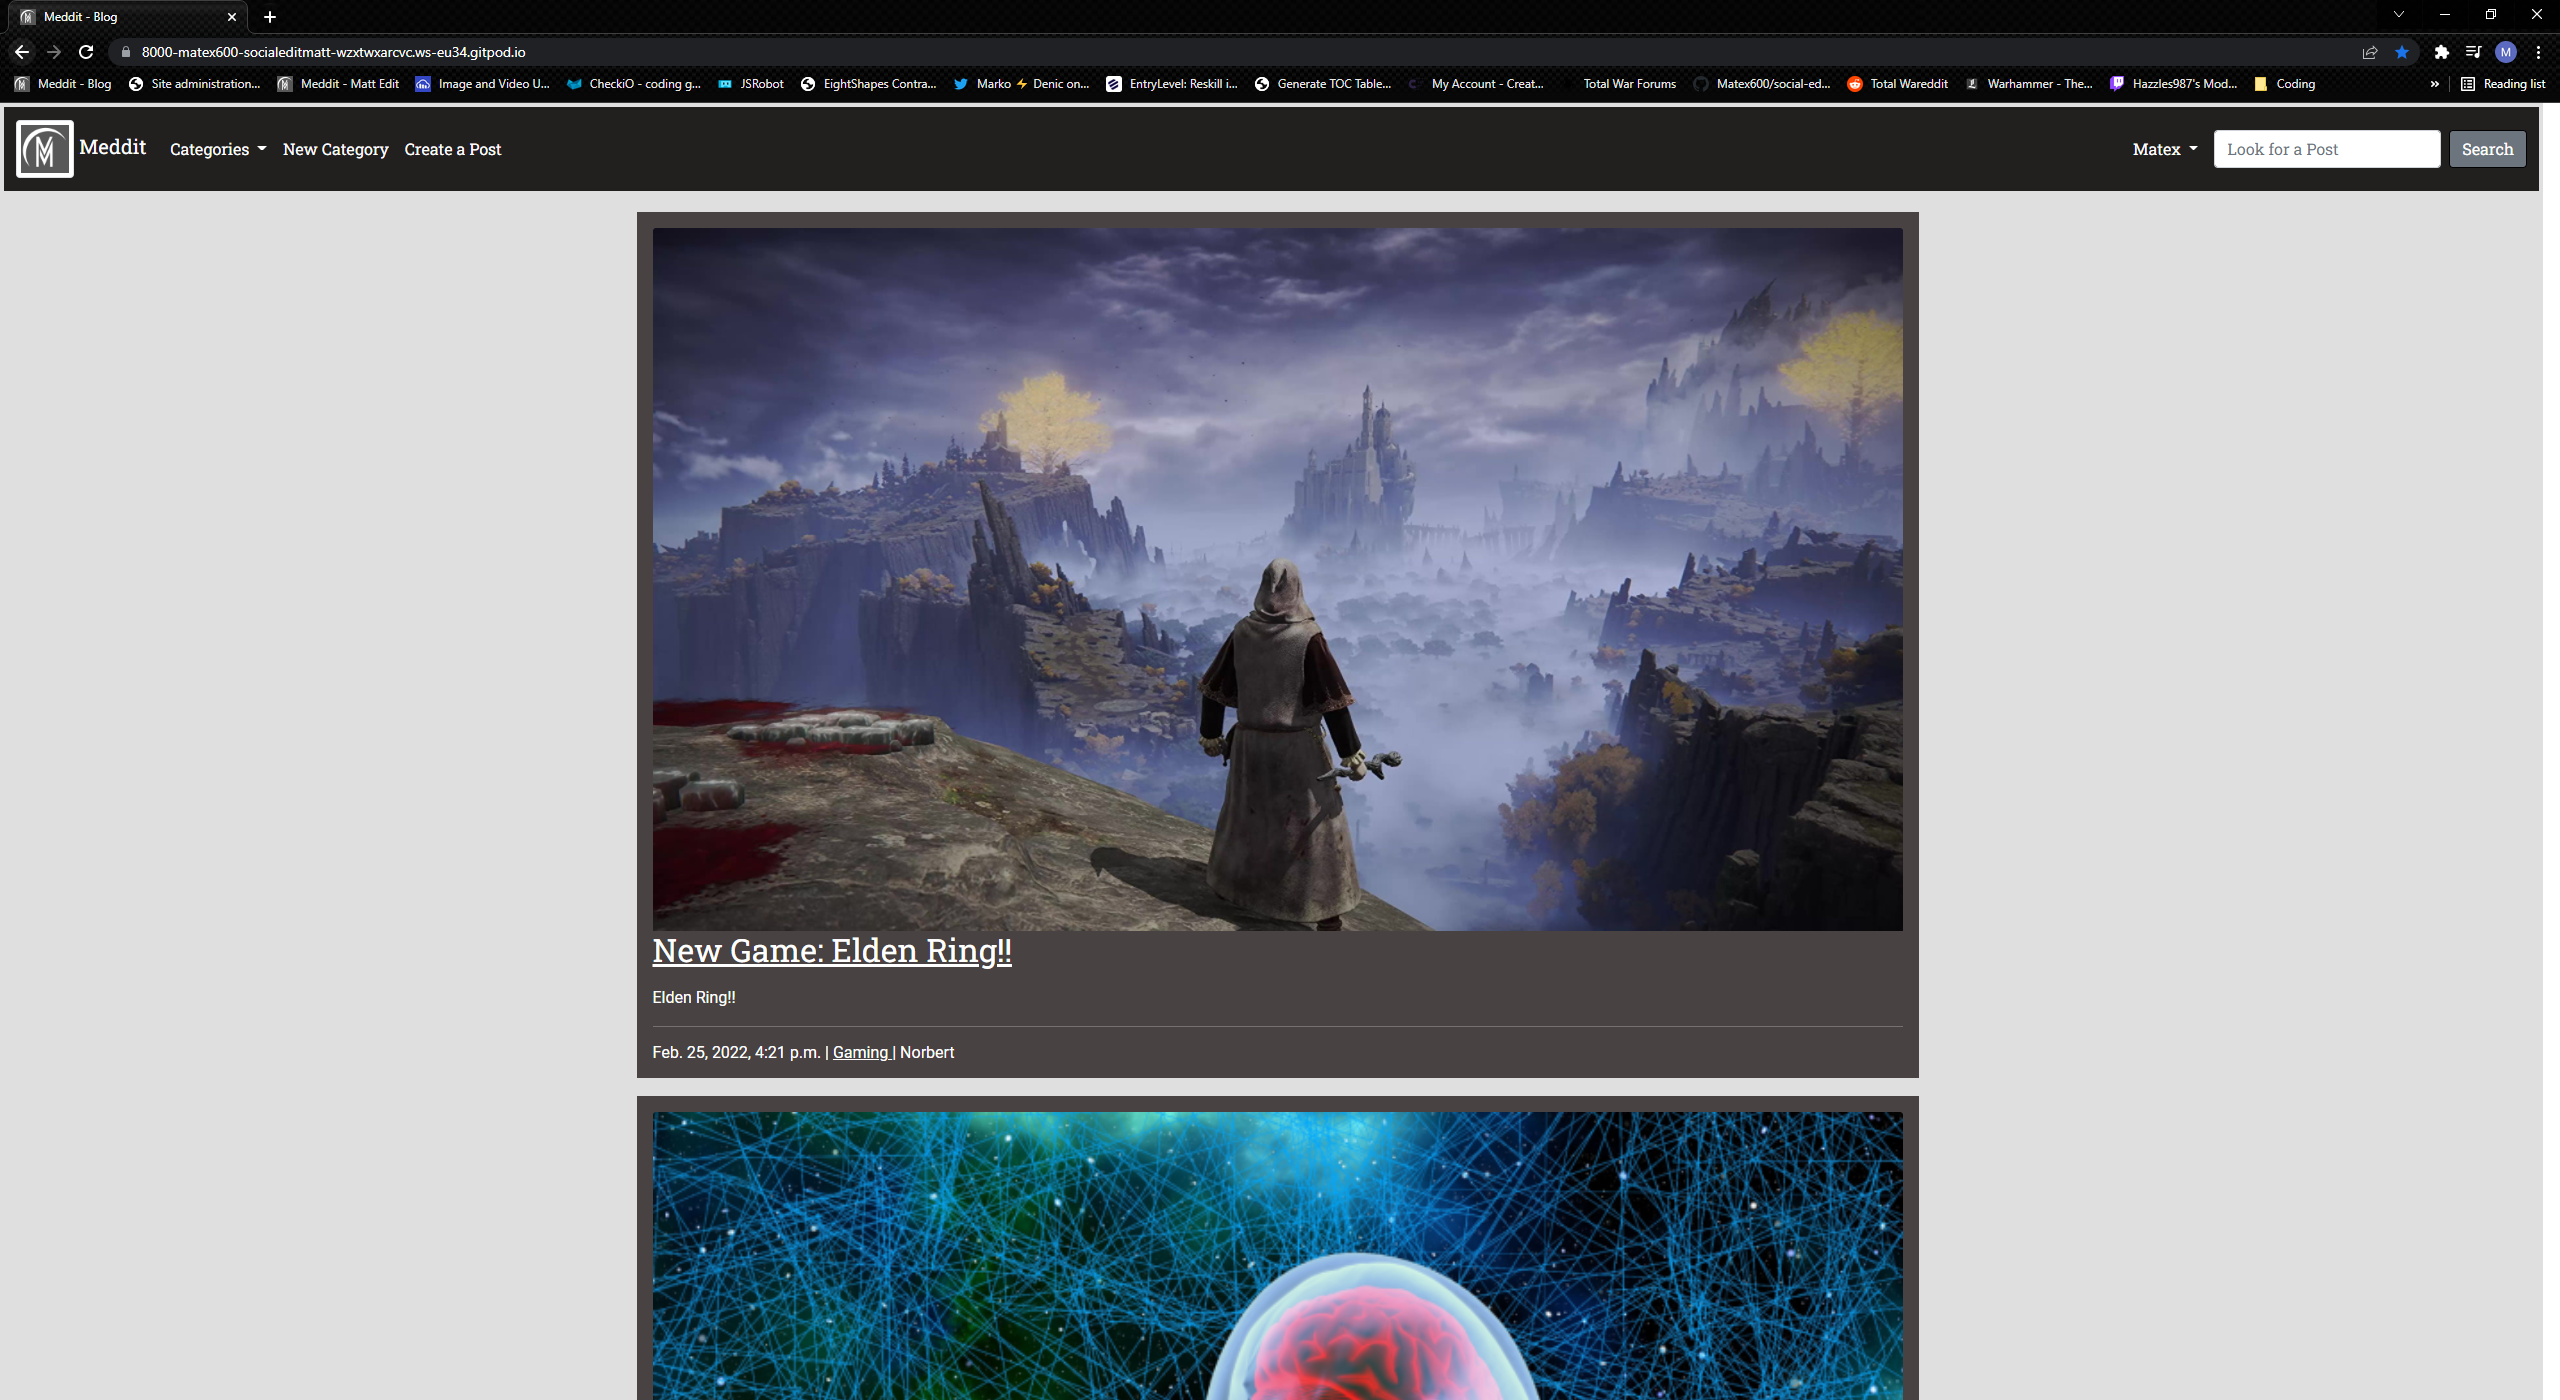 Meddit - Blog
8000-matex600-socialeditmatt-wzxtwxarcvc.ws-eu34.gitpod.io
M
Meddit - Blog Site administration... Meddit - Matt Edit Image and Video U... CheckiO - coding g... JSRobot EightShapes Contra... Marko ⚡ Denic on... EntryLevel: Reskill i... Generate TOC Table... My Account - Creat... Total War Forums Matex600/social-ed... Total Wareddit Warhammer - The... Hazzles987's Mod... Coding » Reading list
M Meddit Categories New Category Create a Post Matex Look for a Post Search
New Game: Elden Ring!!
Elden Ring!!
Feb. 25, 2022, 4:21 p.m. | Gaming | Norbert